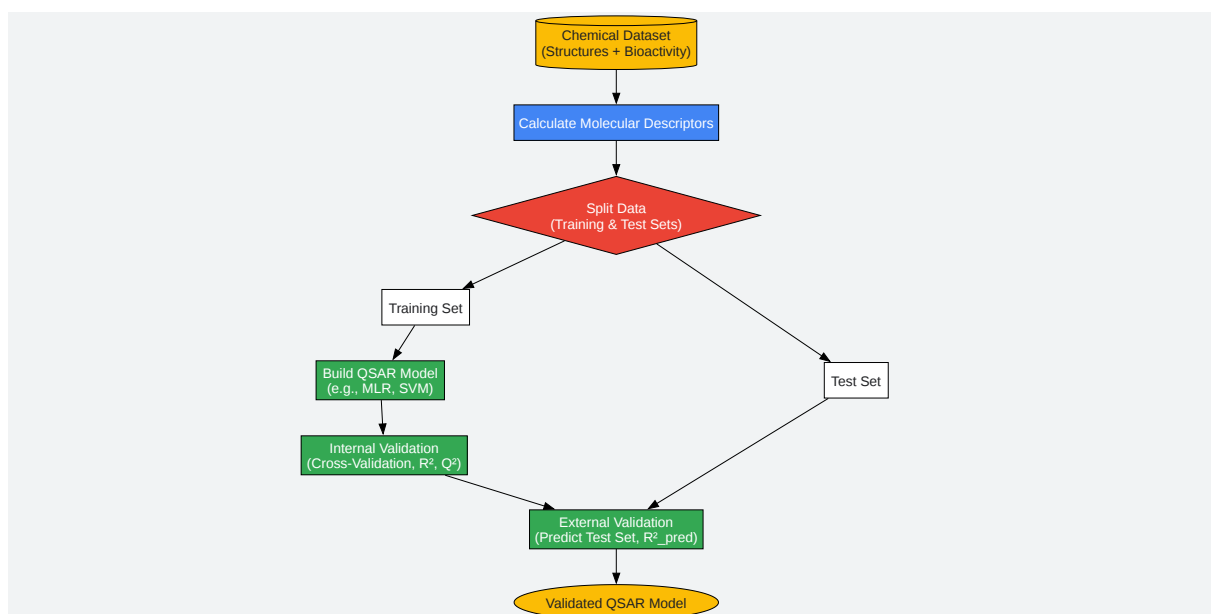 Chemical Dataset
(Structures + Bioactivity)
Calculate Molecular Descriptors
Split Data
(Training & Test Sets)
Training Set
Build QSAR Model
(e.g., MLR, SVM)
Test Set
Internal Validation
(Cross-Validation, R², Q²)
External Validation
(Predict Test Set, R²_pred)
Validated QSAR Model